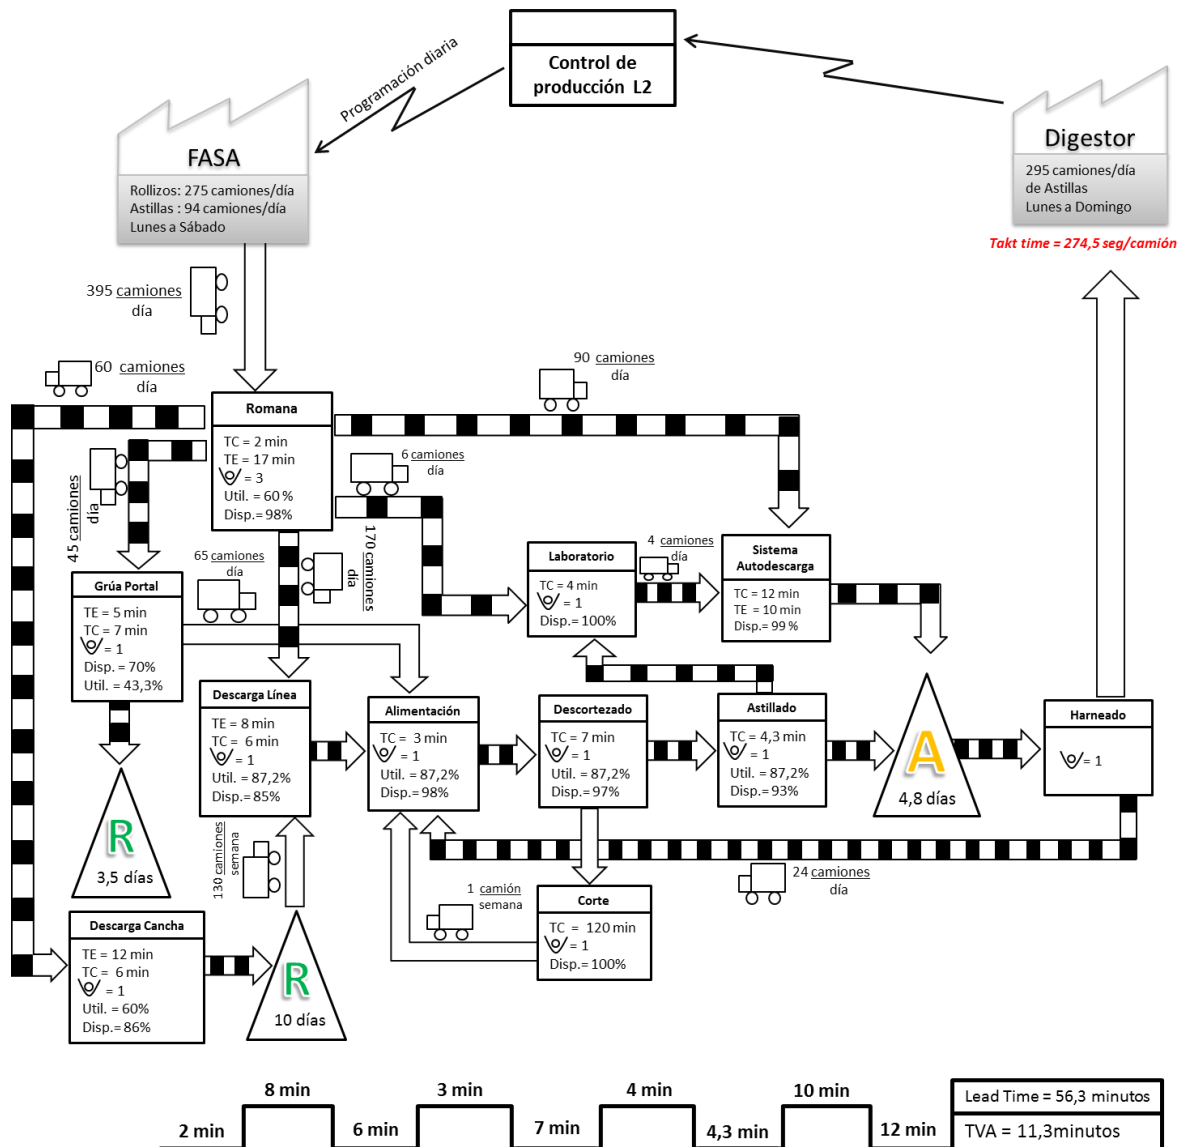 Control de
producción L2
Programación diaria
FASA
Rollizos: 275 camiones/día
Astillas : 94 camiones/día
Lunes a Sábado
Digestor
295 camiones/día
de Astillas
Lunes a Domingo
Takt time = 274,5 seg/camión
395 camiones
día
60 camiones
día
90 camiones
día
Romana
TC = 2 min
TE = 17 min
= 3
Util. = 60 %
Disp.= 98%
6 camiones
día
45 camiones
día
170 camiones
día
65 camiones
día
4 camiones
día
Grúa Portal
TE = 5 min
TC = 7 min
= 1
Disp. = 70%
Util. = 43,3%
Laboratorio
TC = 4 min
= 1
Disp.= 100%
Sistema
Autodescarga
TC = 12 min
TE = 10 min
Disp.= 99 %
Descarga Línea
TE = 8 min
TC = 6 min
= 1
Util. = 87,2%
Disp.= 85%
Alimentación
TC = 3 min
= 1
Util. = 87,2%
Disp.= 98%
Descortezado
TC = 7 min
= 1
Util. = 87,2%
Disp.= 97%
Astillado
TC = 4,3 min
= 1
Util. = 87,2%
Disp.= 93%
A
4,8 días
Harneado
= 1
R
3,5 días
130 camiones
semana
1 camión
semana
24 camiones
día
Corte
TC = 120 min
= 1
Disp.= 100%
Descarga Cancha
TE = 12 min
TC = 6 min
= 1
Util. = 60%
Disp.= 86%
R
10 días
8 min
3 min
4 min
10 min
2 min
6 min
7 min
4,3 min
12 min
Lead Time = 56,3 minutos
TVA = 11,3minutos